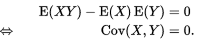 E(XY) − E(X) E(Y) = 0
⇔ Cov(X, Y) = 0.